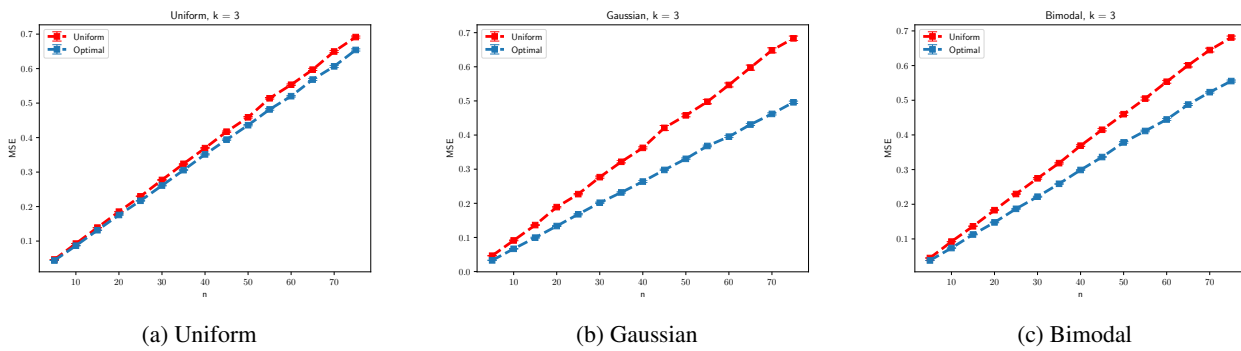 Uniform, k = 3
Uniform
Optimal
MSE
0.7
0.6
0.5
0.4
0.3
0.2
0.1
10
20
30
40
50
60
70
n
(a) Uniform
Gaussian, k = 3
Uniform
Optimal
MSE
0.7
0.6
0.5
0.4
0.3
0.2
0.1
0.0
10
20
30
40
50
60
70
n
(b) Gaussian
Bimodal, k = 3
Uniform
Optimal
MSE
0.7
0.6
0.5
0.4
0.3
0.2
0.1
10
20
30
40
50
60
70
n
(c) Bimodal